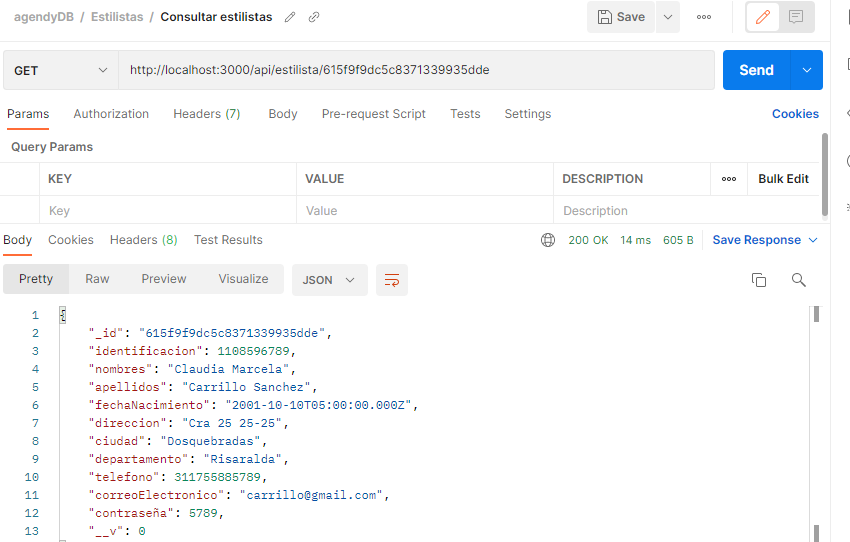 agendyDB / Estilistas / Consultar estilistas Save
GET http://localhost:3000/api/estilista/615f9f9dc5c8371339935dde Send
Params Authorization Headers (7) Body Pre-request Script Tests Settings Cookies
Query Params
KEY VALUE DESCRIPTION Bulk Edit
Key Value Description
Body Cookies Headers (8) Test Results 200 OK 14 ms 605 B Save Response
Pretty Raw Preview Visualize JSON
1 {
2 "_id": "615f9f9dc5c8371339935dde",
3 "identificacion": 1108596789,
4 "nombres": "Claudia Marcela",
5 "apellidos": "Carrillo Sanchez",
6 "fechaNacimiento": "2001-10-10T05:00:00.000Z",
7 "direccion": "Cra 25 25-25",
8 "ciudad": "Dosquebradas",
9 "departamento": "Risaralda",
10 "telefono": 311755885789,
11 "correoElectronico": "carrillo@gmail.com",
12 "contraseña": 5789,
13 "__v": 0